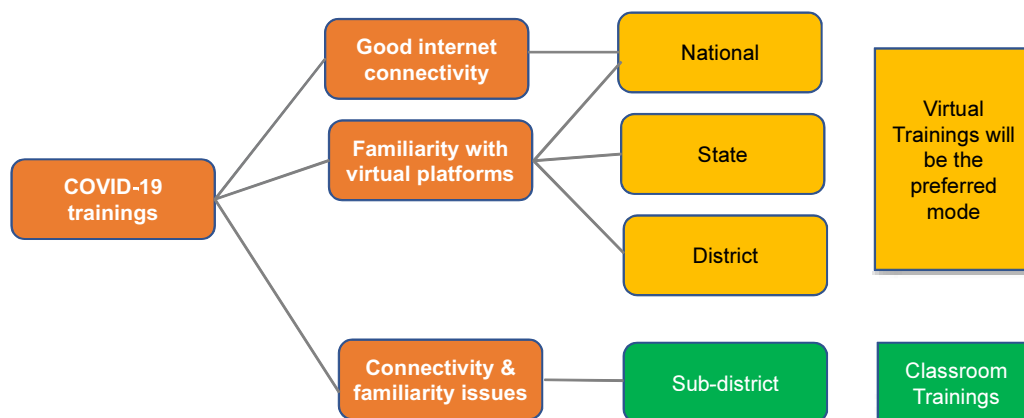 COVID-19
trainings
Good internet
connectivity
Familiarity with
virtual platforms
Connectivity &
familiarity issues
National
State
District
Sub-district
Virtual
Trainings will
be the
preferred
mode
Classroom
Trainings